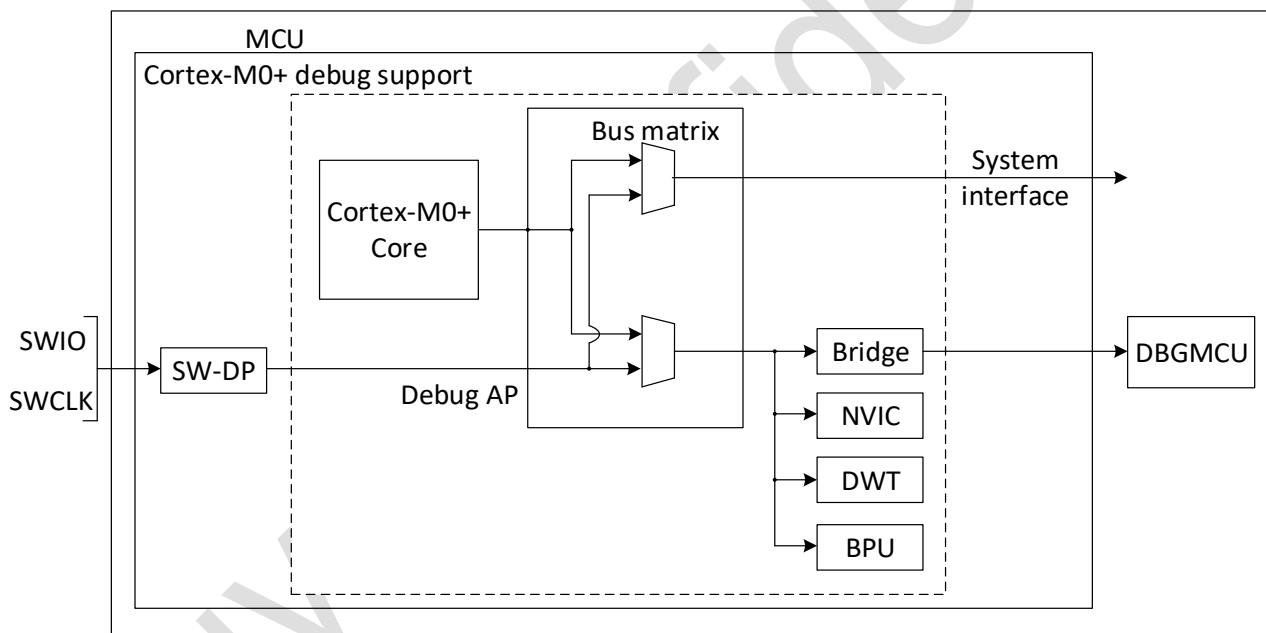 MCU
Cortex-M0+ debug support
Bus matrix
Cortex-M0+
Core
System
interface
SWIO
SWCLK
SW-DP
Debug AP
Bridge
DBGMCU
NVIC
DWT
BPU